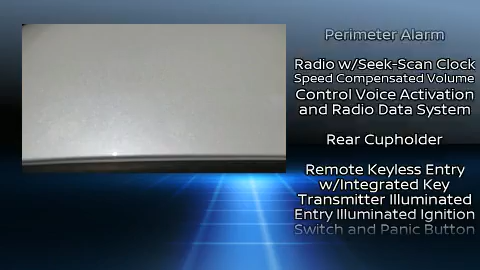 Perimeter Alarm
Radio w/Seek-Scan Clock
Speed Compensated Volume
Control Voice Activation
and Radio Data System
Rear Cupholder
Remote Keyless Entry
w/Integrated Key
Transmitter Illuminated
Entry Illuminated Ignition
Switch and Panic Button